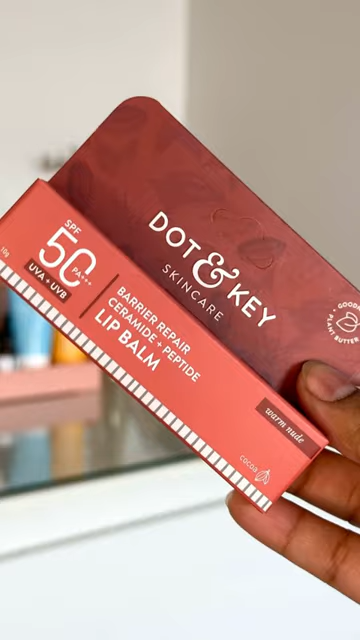 DOT & KEY
SKINCARE
SPF
50
PA+++
UVA + UVB
10g
BARRIER REPAIR
CERAMIDE + PEPTIDE
LIP BALM
warm nude
cocoa
PLANT BUTTER